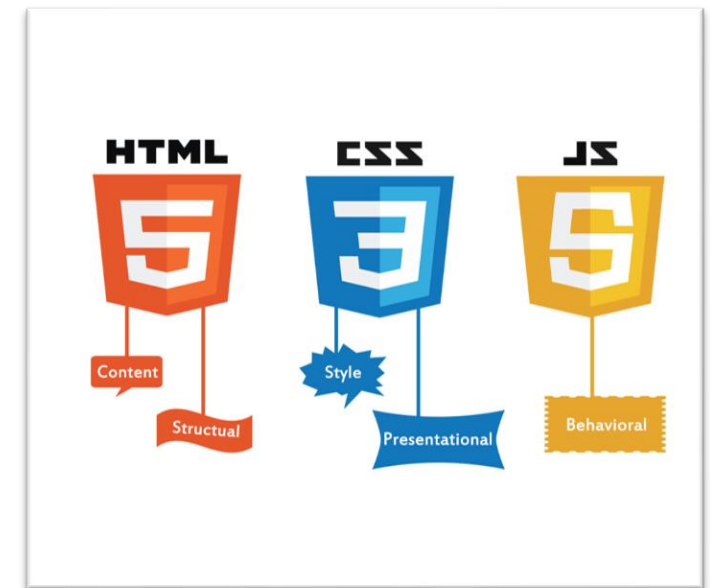 HTML CSS JS
5 3 5
Content
Style
Structual
Presentational
Behavioral